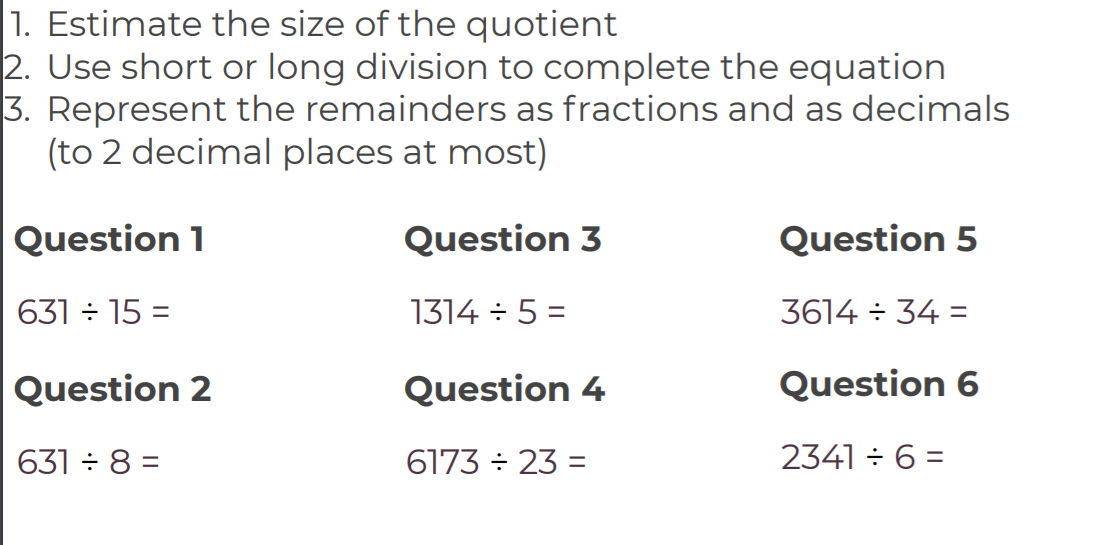 1. Estimate the size of the quotient
2. Use short or long division to complete the equation
3. Represent the remainders as fractions and as decimals
(to 2 decimal places at most)
Question 1
631 ÷ 15 =
Question 2
631 ÷ 8 =
Question 3
1314 ÷ 5 =
Question 4
6173 ÷ 23 =
Question 5
3614 ÷ 34 =
Question 6
2341 ÷ 6 =